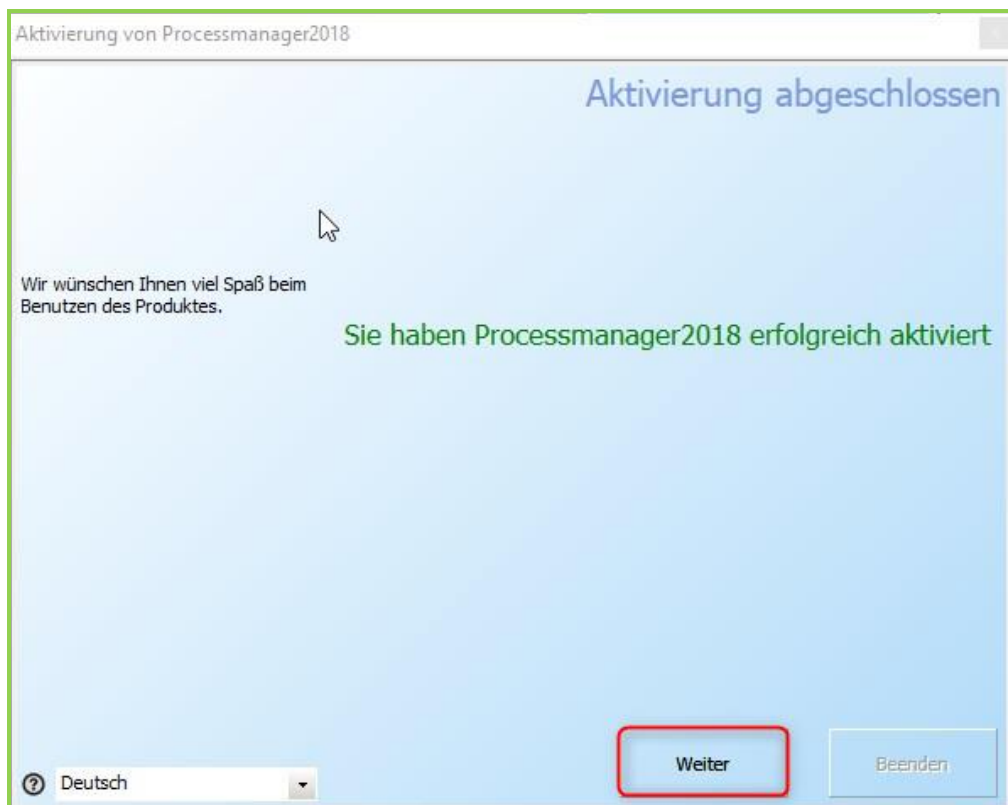 Aktivierung von Processmanager2018
Aktivierung abgeschlossen
Wir wünschen Ihnen viel Spaß beim
Benutzen des Produktes.
Sie haben Processmanager2018 erfolgreich aktiviert
Weiter
Beenden
Deutsch